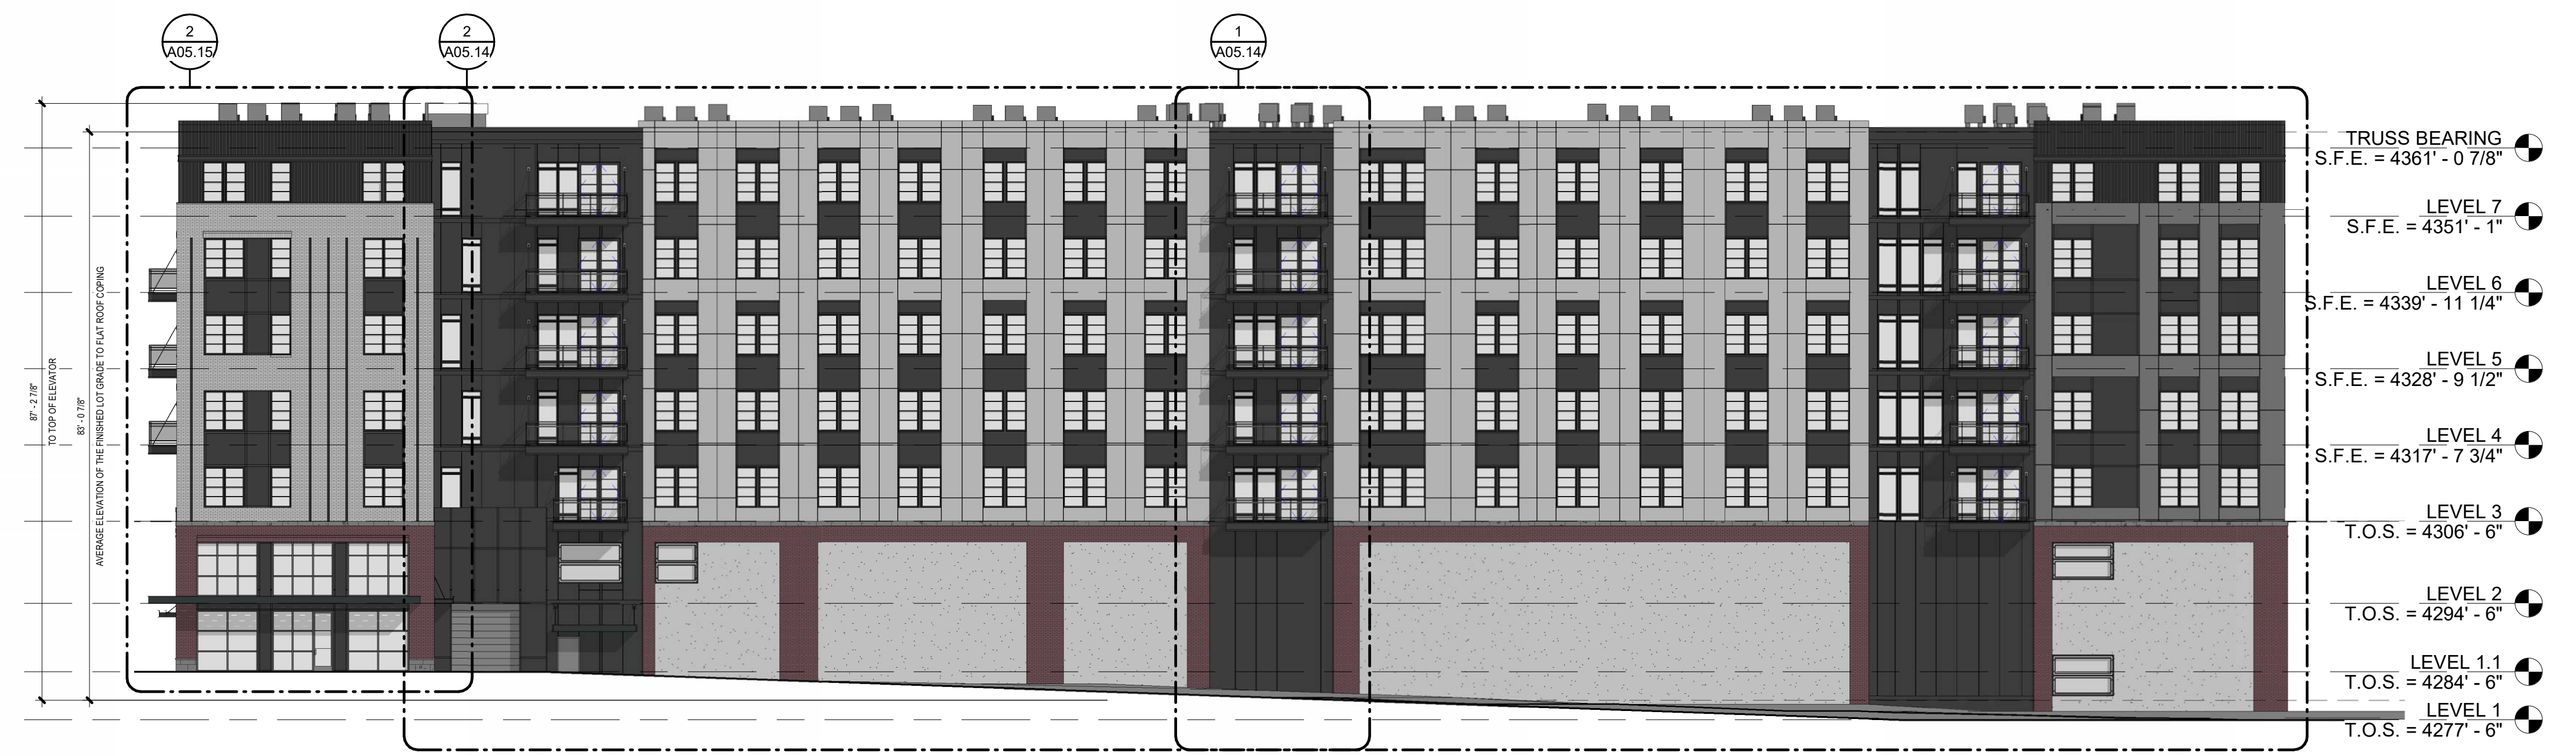 2
A05.15
2
A05.14
1
A05.14
87' - 2 7/8"
TO TOP OF ELEVATOR
83' - 0 7/8"
AVERAGE ELEVATION OF THE FINISHED LOT GRADE TO FLAT ROOF COPING
TRUSS BEARING
S.F.E. = 4361' - 0 7/8"
LEVEL 7
S.F.E. = 4351' - 1"
LEVEL 6
S.F.E. = 4339' - 11 1/4"
LEVEL 5
S.F.E. = 4328' - 9 1/2"
LEVEL 4
S.F.E. = 4317' - 7 3/4"
LEVEL 3
T.O.S. = 4306' - 6"
LEVEL 2
T.O.S. = 4294' - 6"
LEVEL 1.1
T.O.S. = 4284' - 6"
LEVEL 1
T.O.S. = 4277' - 6"